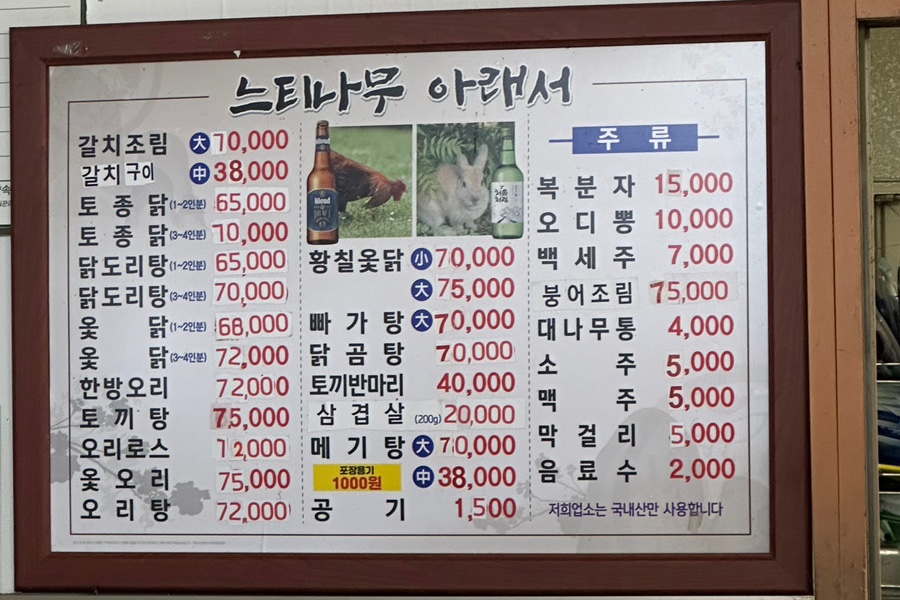 느티나무 아래서
갈치조림 大 70,000
갈치구이 中 38,000
토종닭(1~2인분) 65,000
토종닭(3~4인분) 70,000
닭도리탕(1~2인분) 65,000
닭도리탕(3~4인분) 70,000
옻닭(1~2인분) 68,000
옻닭(3~4인분) 72,000
한방오리 72,000
토끼탕 75,000
오리로스 72,000
옻오리 75,000
오리탕 72,000
처음처럼
황칠옻닭 小 70,000
大 75,000
빠가탕 大 70,000
닭곰탕 70,000
토끼반마리 40,000
삼겹살 (200g) 20,000
메기탕 大 70,000
포장용기
1000원 中 38,000
공기 1,500
주류
복분자 15,000
오디뽕 10,000
백세주 7,000
붕어조림 75,000
대나무통 4,000
소주 5,000
맥주 5,000
막걸리 5,000
음료수 2,000
저희업소는 국내산만 사용합니다